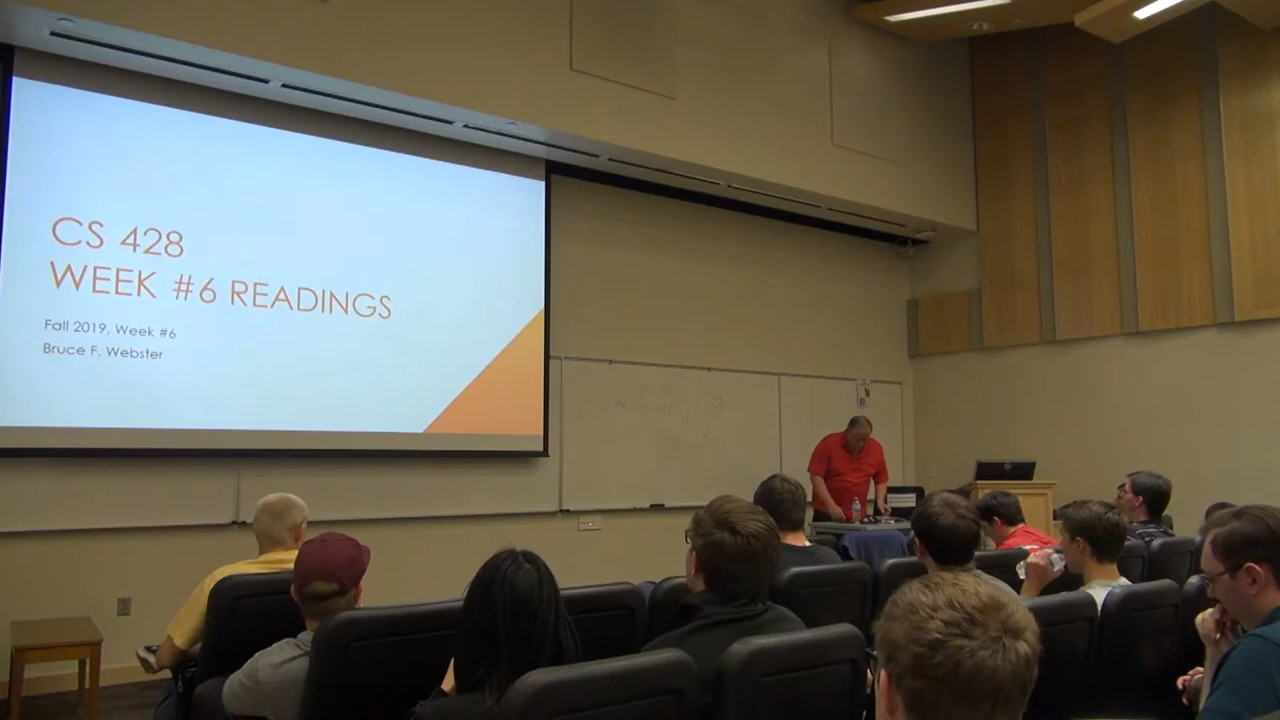 CS 428
WEEK #6 READINGS
Fall 2019, Week #6
Bruce F. Webster